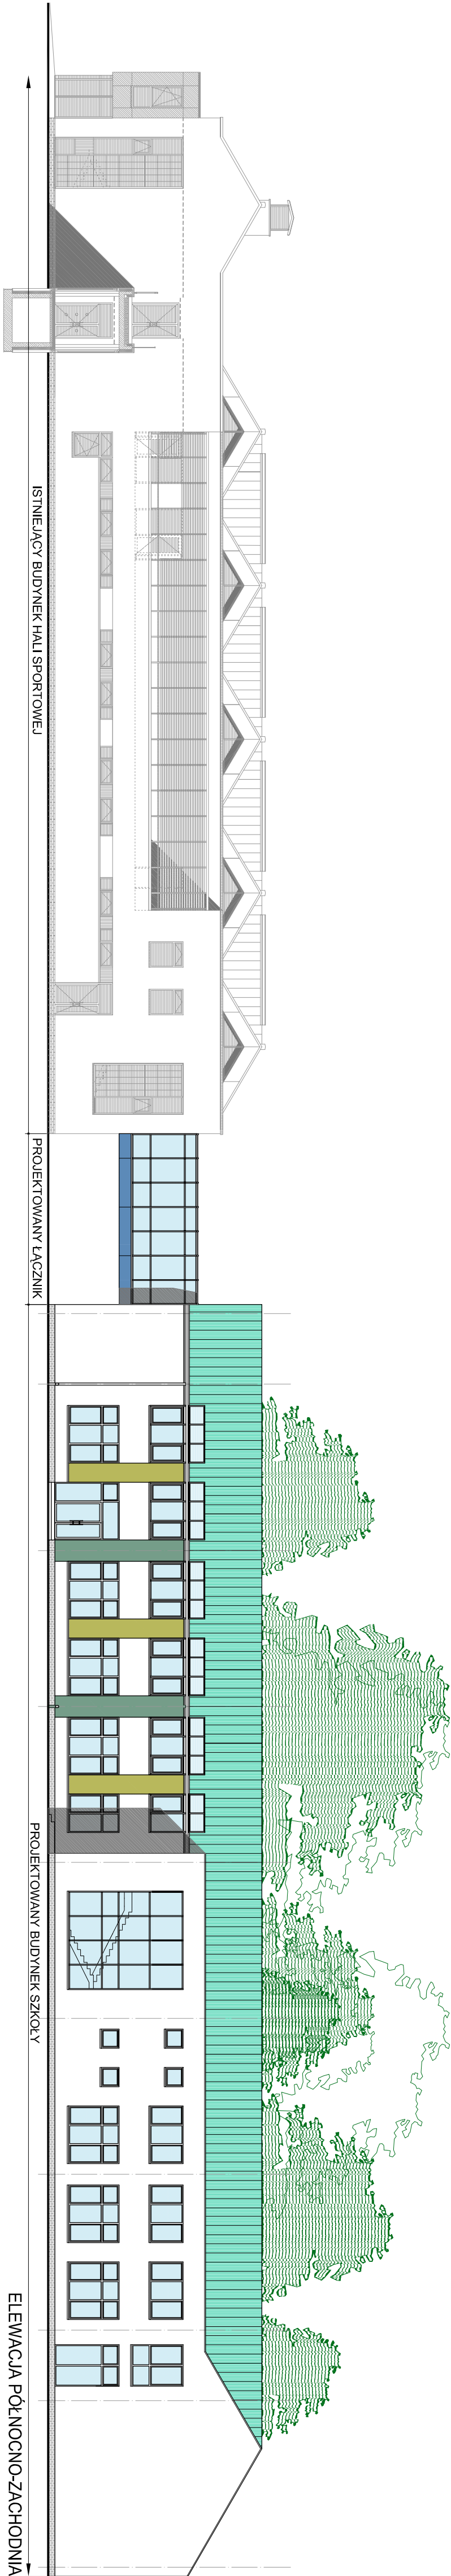 ISTNIEJĄCY BUDYNEK HALI SPORTOWEJ
PROJEKTOWANY ŁĄCZNIK
PROJEKTOWANY BUDYNEK SZKOŁY
ELEWACJA PÓŁNOCNO-ZACHODNIA